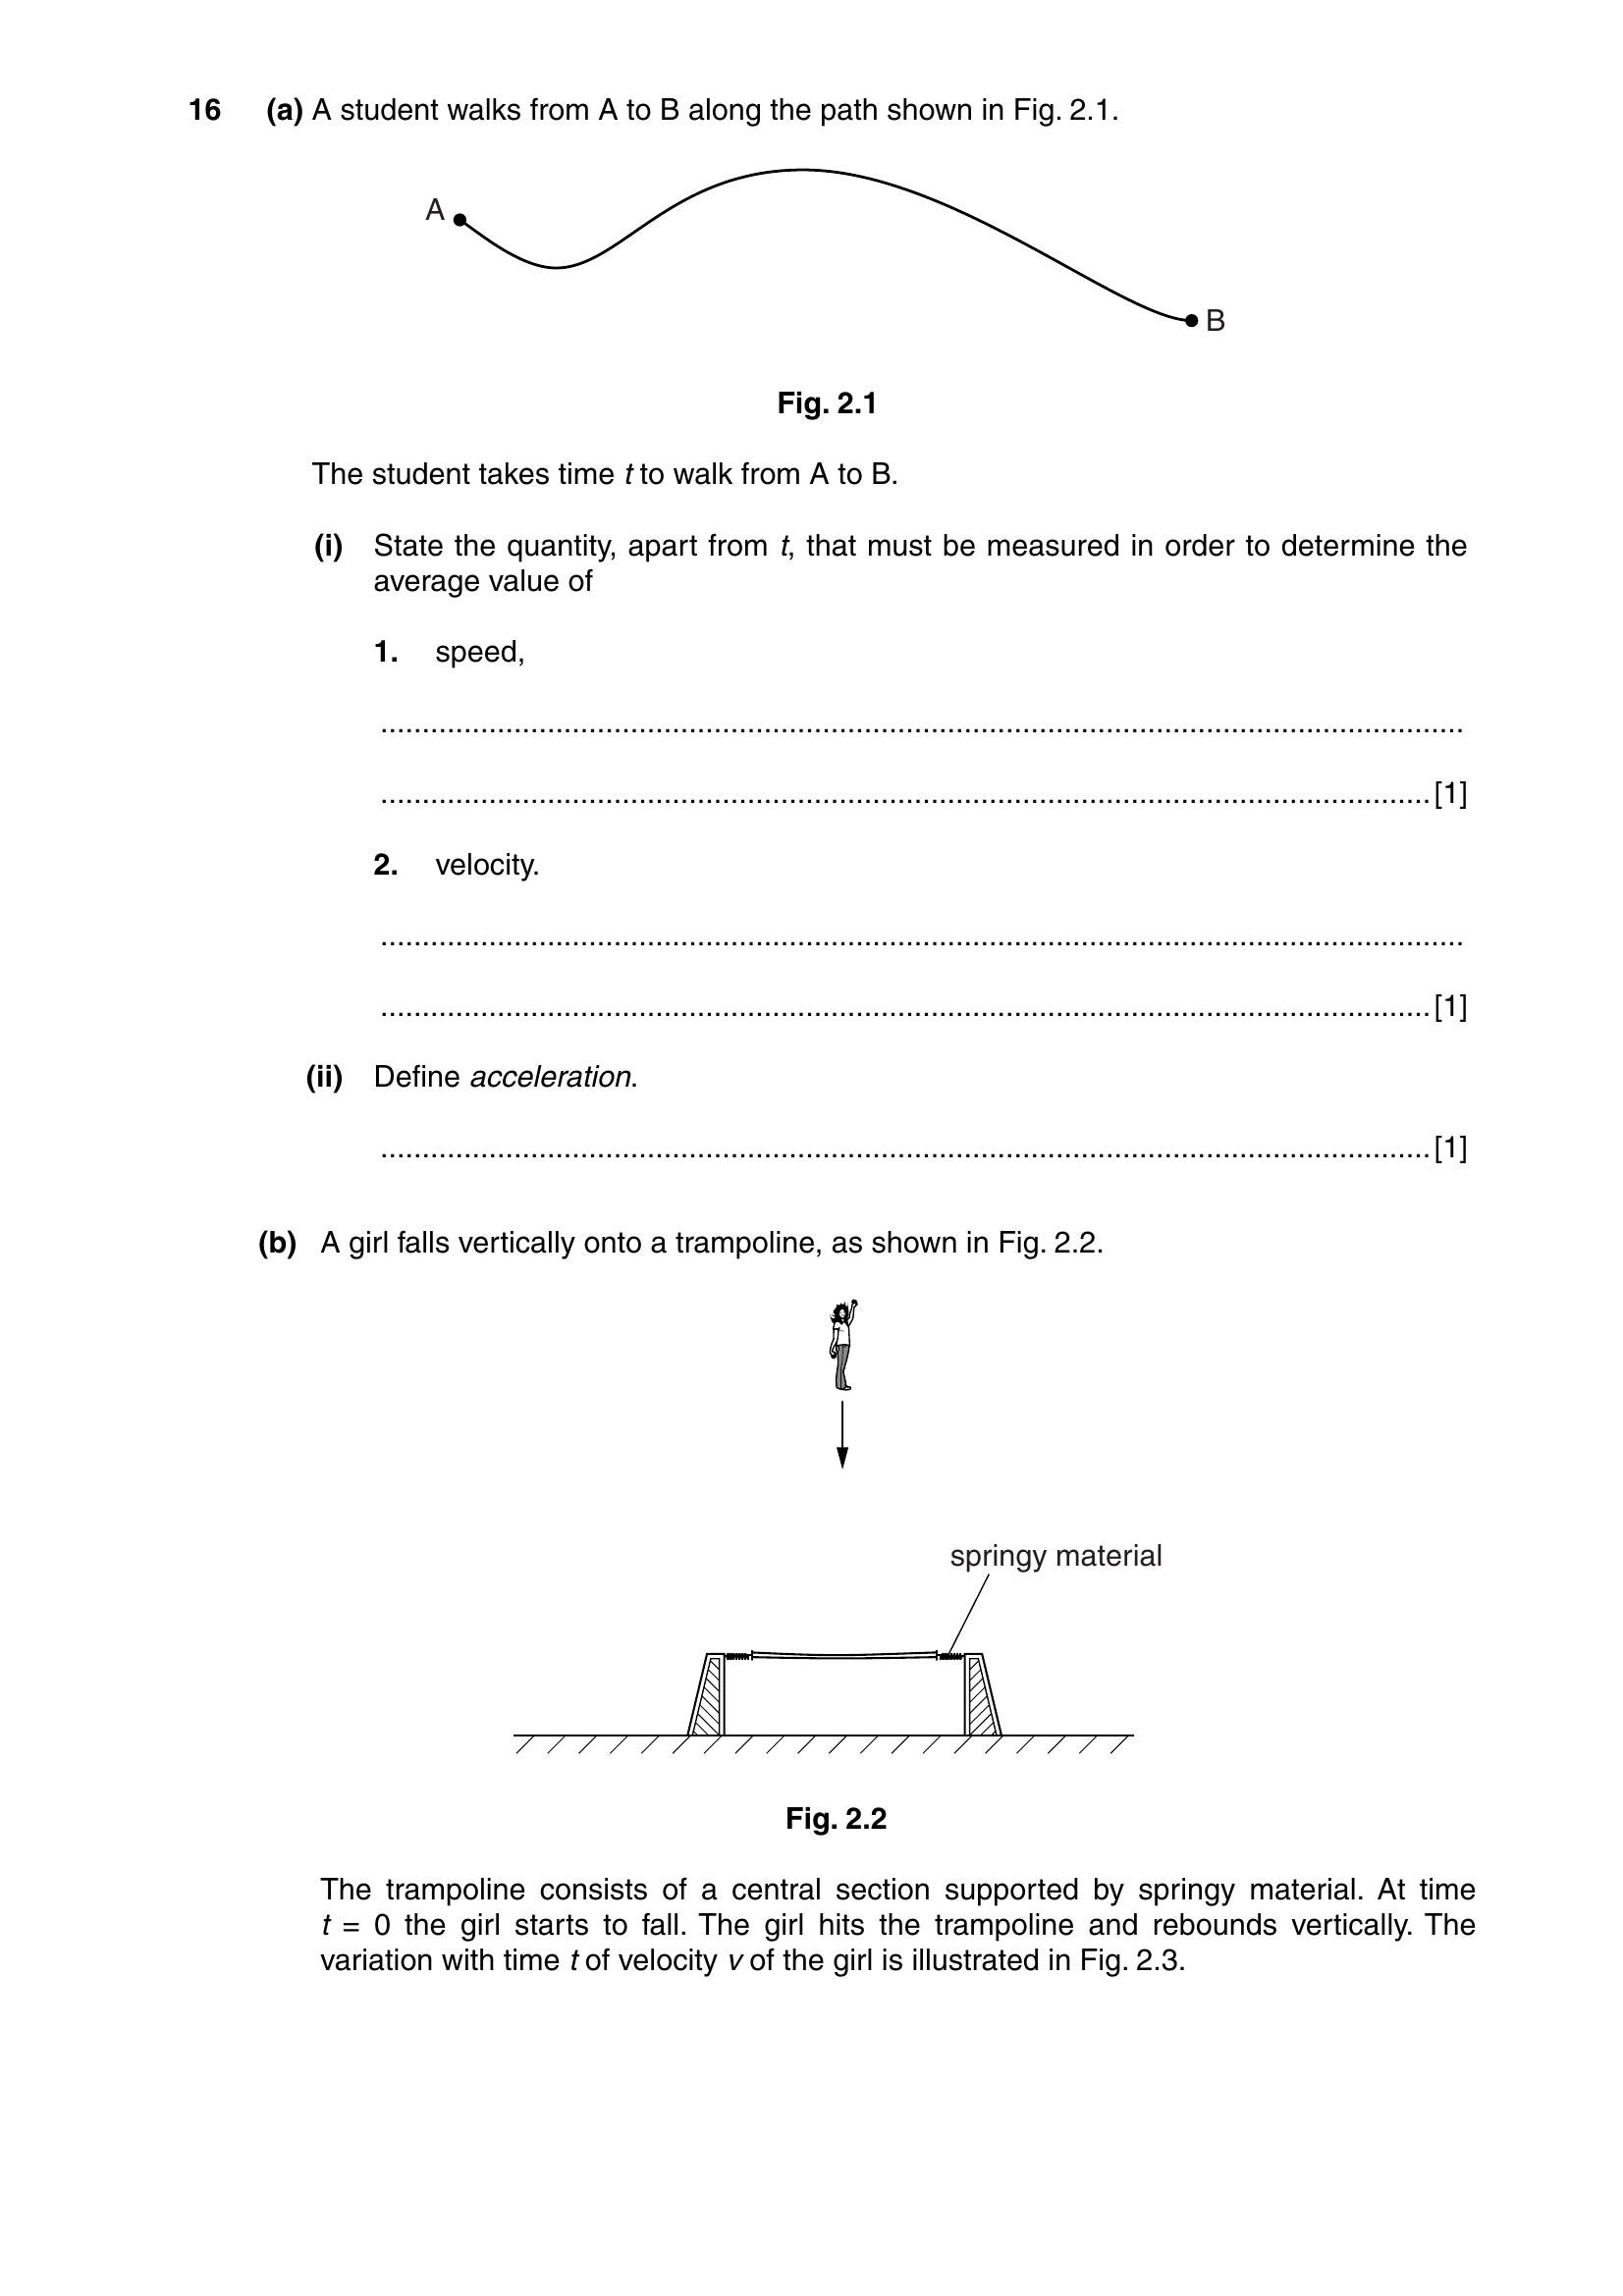 16 (a) A student walks from A to B along the path shown in Fig. 2.1.
A
B
Fig. 2.1
The student takes time t to walk from A to B.
(i) State the quantity, apart from t, that must be measured in order to determine the
average value of
1. speed,
..........................................................................................................................
......................................................................................................................[1]
2. velocity.
..........................................................................................................................
......................................................................................................................[1]
(ii) Define acceleration.
......................................................................................................................[1]
(b) A girl falls vertically onto a trampoline, as shown in Fig. 2.2.
springy material
Fig. 2.2
The trampoline consists of a central section supported by springy material. At time
t = 0 the girl starts to fall. The girl hits the trampoline and rebounds vertically. The
variation with time t of velocity v of the girl is illustrated in Fig. 2.3.